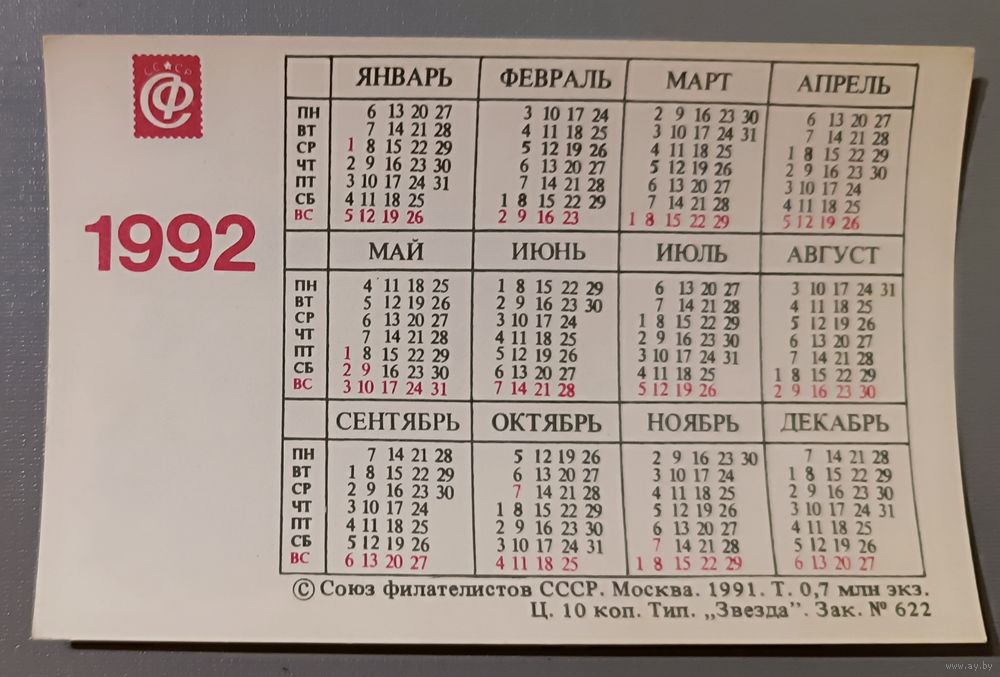 СССР
СФ
1992
ЯНВАРЬ ФЕВРАЛЬ МАРТ АПРЕЛЬ
ПН 6 13 20 27 3 10 17 24 2 9 16 23 30 6 13 20 27
ВТ 7 14 21 28 4 11 18 25 3 10 17 24 31 7 14 21 28
СР 1 8 15 22 29 5 12 19 26 4 11 18 25 1 8 15 22 29
ЧТ 2 9 16 23 30 6 13 20 27 5 12 19 26 2 9 16 23 30
ПТ 3 10 17 24 31 7 14 21 28 6 13 20 27 3 10 17 24
СБ 4 11 18 25 1 8 15 22 29 7 14 21 28 4 11 18 25
ВС 5 12 19 26 2 9 16 23 1 8 15 22 29 5 12 19 26
МАЙ ИЮНЬ ИЮЛЬ АВГУСТ
ПН 4 11 18 25 1 8 15 22 29 6 13 20 27 3 10 17 24 31
ВТ 5 12 19 26 2 9 16 23 30 7 14 21 28 4 11 18 25
СР 6 13 20 27 3 10 17 24 1 8 15 22 29 5 12 19 26
ЧТ 7 14 21 28 4 11 18 25 2 9 16 23 30 6 13 20 27
ПТ 1 8 15 22 29 5 12 19 26 3 10 17 24 31 7 14 21 28
СБ 2 9 16 23 30 6 13 20 27 4 11 18 25 1 8 15 22 29
ВС 3 10 17 24 31 7 14 21 28 5 12 19 26 2 9 16 23 30
СЕНТЯБРЬ ОКТЯБРЬ НОЯБРЬ ДЕКАБРЬ
ПН 7 14 21 28 5 12 19 26 2 9 16 23 30 7 14 21 28
ВТ 1 8 15 22 29 6 13 20 27 3 10 17 24 1 8 15 22 29
СР 2 9 16 23 30 7 14 21 28 4 11 18 25 2 9 16 23 30
ЧТ 3 10 17 24 1 8 15 22 29 5 12 19 26 3 10 17 24 31
ПТ 4 11 18 25 2 9 16 23 30 6 13 20 27 4 11 18 25
СБ 5 12 19 26 3 10 17 24 31 7 14 21 28 5 12 19 26
ВС 6 13 20 27 4 11 18 25 1 8 15 22 29 6 13 20 27
© Союз филателистов СССР. Москва. 1991. Т. 0,7 млн экз.
Ц. 10 коп. Тип. „Звезда”. Зак. № 622
www.ay.by